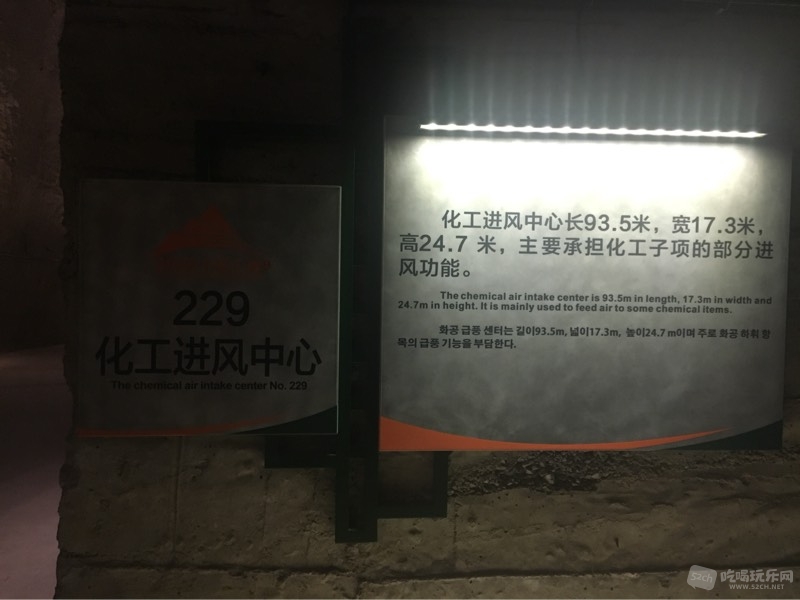 229
化工进风中心
The chemical air intake center No. 229
化工进风中心长93.5米，宽17.3米，
高24.7 米，主要承担化工子项的部分进
风功能。
The chemical air intake center is 93.5m in length, 17.3m in width and
24.7m in height. It is mainly used to feed air to some chemical items.
화공 급풍 센터는 길이93.5m, 넓이17.3m, 높이24.7 m이며 주로 화공 하위 항
목의 급풍 기능을 부담한다.
52ch 吃喝玩乐网
WWW.52CH.NET